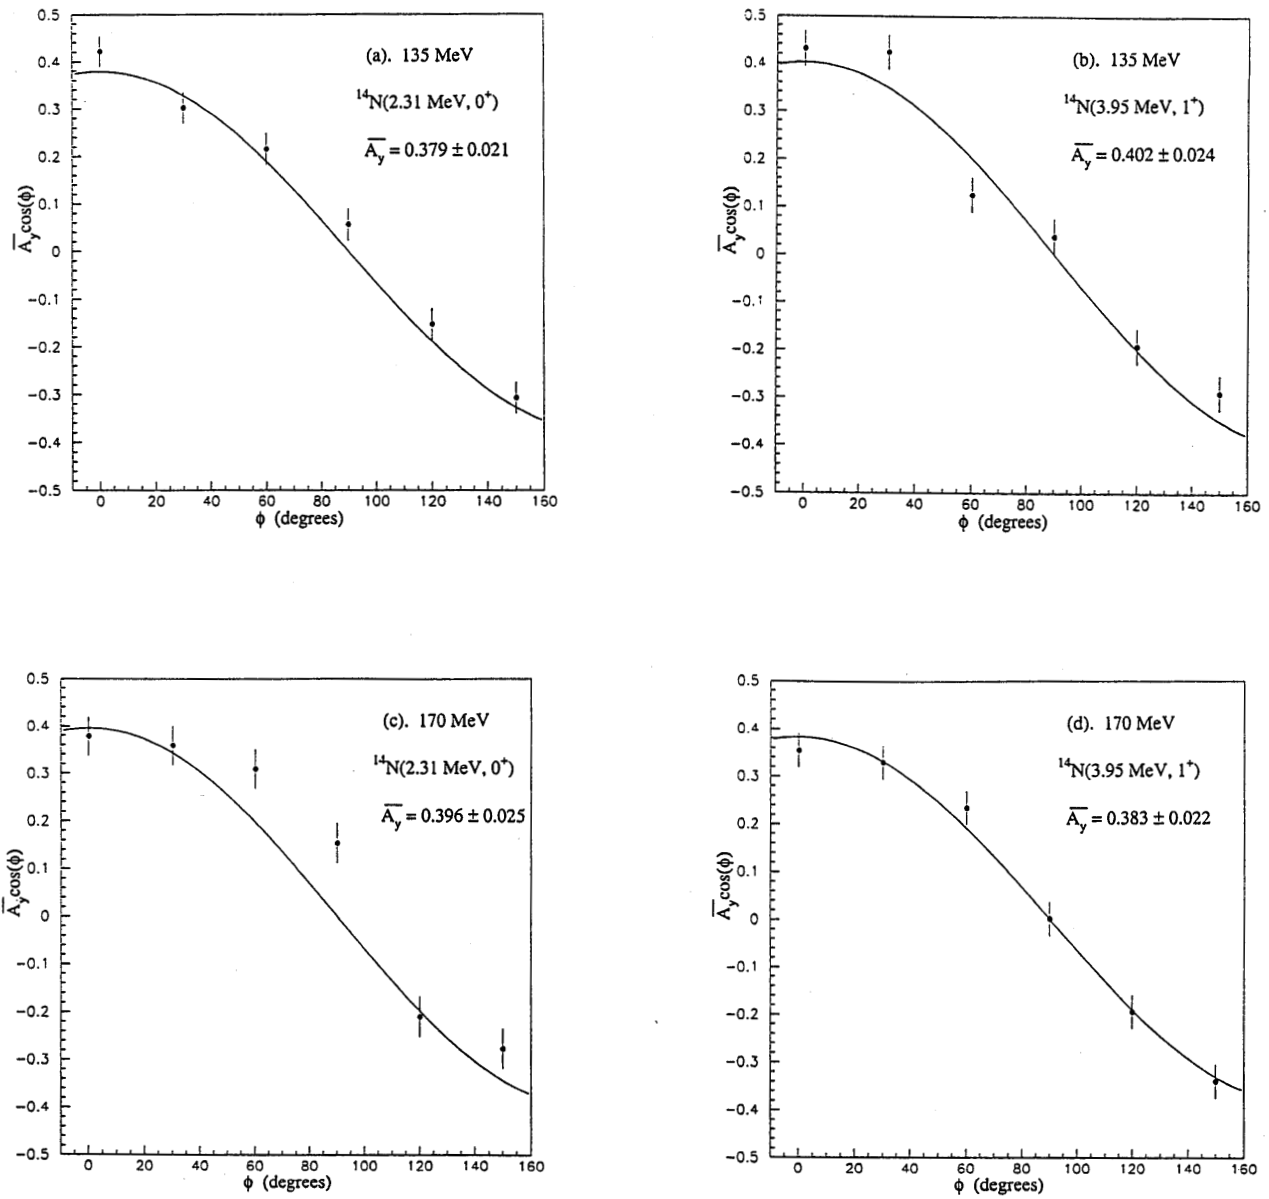 0.5
0.4
0.3
0.2
0.1
0
−0.1
−0.2
−0.3
−0.4
−0.5
A̅ycos(ϕ)
(a). 135 MeV
¹⁴N(2.31 MeV, 0⁺)
A̅y = 0.379 ± 0.021
0 20 40 60 80 100 120 140 160
ϕ (degrees)
0.5
0.4
0.3
0.2
0.1
0
−0.1
−0.2
−0.3
−0.4
−0.5
A̅ycos(ϕ)
(b). 135 MeV
¹⁴N(3.95 MeV, 1⁺)
A̅y = 0.402 ± 0.024
0 20 40 60 80 100 120 140 160
ϕ (degrees)
0.5
0.4
0.3
0.2
0.1
0
−0.1
−0.2
−0.3
−0.4
−0.5
A̅ycos(ϕ)
(c). 170 MeV
¹⁴N(2.31 MeV, 0⁺)
A̅y = 0.396 ± 0.025
0 20 40 60 80 100 120 140 160
ϕ (degrees)
0.5
0.4
0.3
0.2
0.1
0
−0.1
−0.2
−0.3
−0.4
−0.5
A̅ycos(ϕ)
(d). 170 MeV
¹⁴N(3.95 MeV, 1⁺)
A̅y = 0.383 ± 0.022
0 20 40 60 80 100 120 140 160
ϕ (degrees)